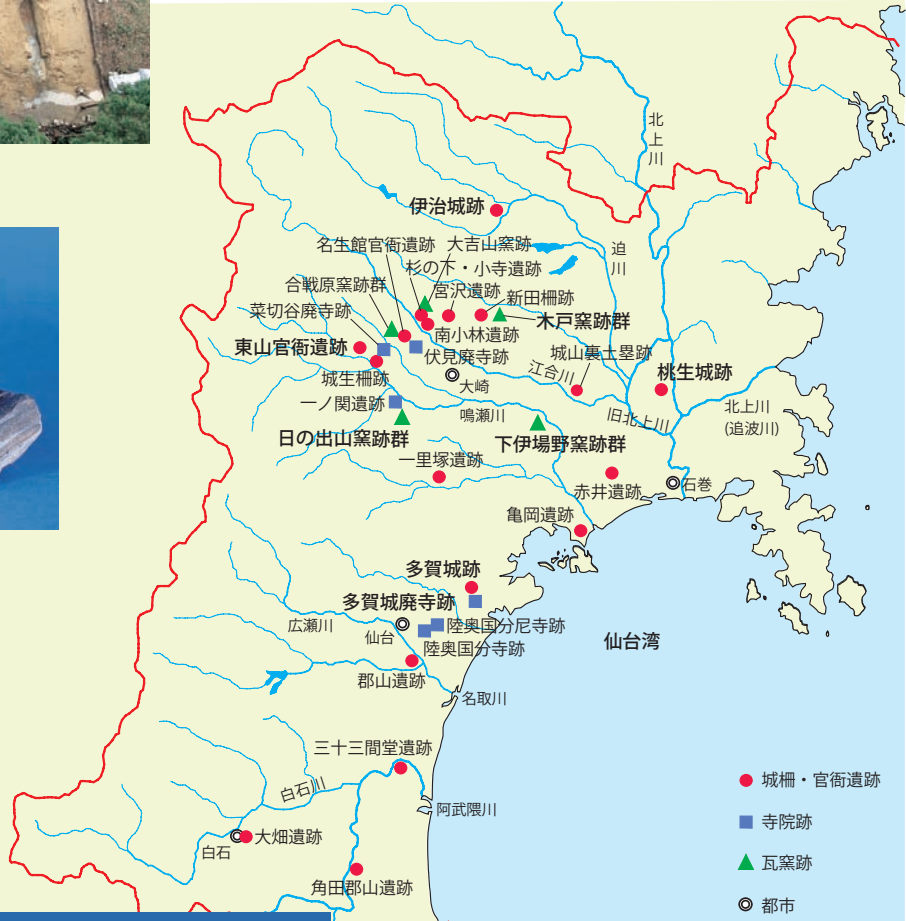 北上川
伊治城跡
名生館官衙遺跡
大吉山窯跡
迫川
杉の下・小寺遺跡
合戦原窯跡群
宮沢遺跡
新田柵跡
菜切谷廃寺跡
木戸窯跡群
南小林遺跡
東山官衙遺跡
伏見廃寺跡
城山裏土塁跡
城生柵跡
大崎
江合川
桃生城跡
一ノ関遺跡
鳴瀬川
旧北上川
北上川
(追波川)
日の出山窯跡群
下伊場野窯跡群
一里塚遺跡
赤井遺跡
石巻
亀岡遺跡
多賀城跡
多賀城廃寺跡
広瀬川
仙台
陸奥国分尼寺跡
陸奥国分寺跡
仙台湾
郡山遺跡
名取川
三十三間堂遺跡
白石川
阿武隈川
大畑遺跡
白石
角田郡山遺跡
城柵・官衙遺跡
寺院跡
瓦窯跡
都市